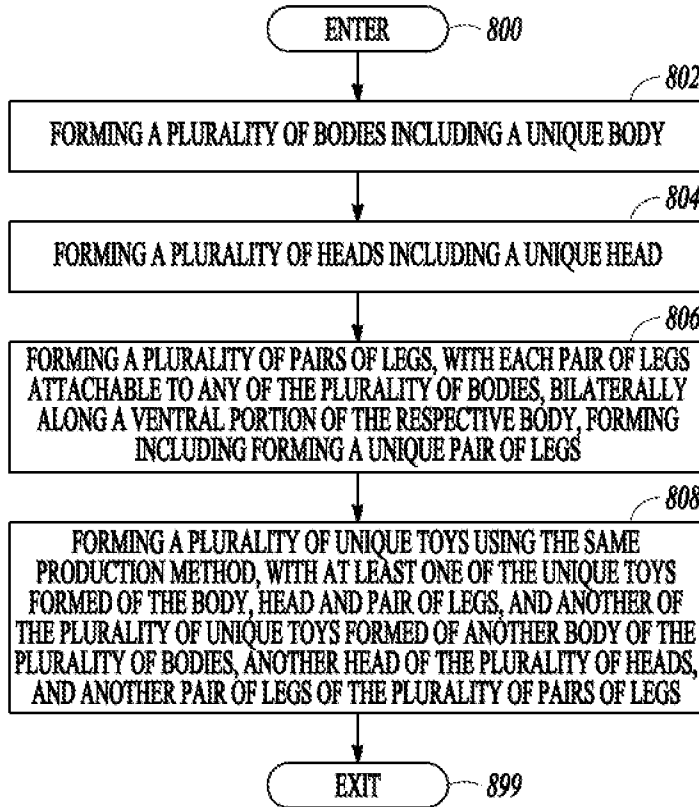 ENTER
800
802
FORMING A PLURALITY OF BODIES INCLUDING A UNIQUE BODY
804
FORMING A PLURALITY OF HEADS INCLUDING A UNIQUE HEAD
806
FORMING A PLURALITY OF PAIRS OF LEGS, WITH EACH PAIR OF LEGS
ATTACHABLE TO ANY OF THE PLURALITY OF BODIES, BILATERALLY
ALONG A VENTRAL PORTION OF THE RESPECTIVE BODY, FORMING
INCLUDING FORMING A UNIQUE PAIR OF LEGS
808
FORMING A PLURALITY OF UNIQUE TOYS USING THE SAME
PRODUCTION METHOD, WITH AT LEAST ONE OF THE UNIQUE TOYS
FORMED OF THE BODY, HEAD AND PAIR OF LEGS, AND ANOTHER OF
THE PLURALITY OF UNIQUE TOYS FORMED OF ANOTHER BODY OF THE
PLURALITY OF BODIES, ANOTHER HEAD OF THE PLURALITY OF HEADS,
AND ANOTHER PAIR OF LEGS OF THE PLURALITY OF PAIRS OF LEGS
EXIT
899